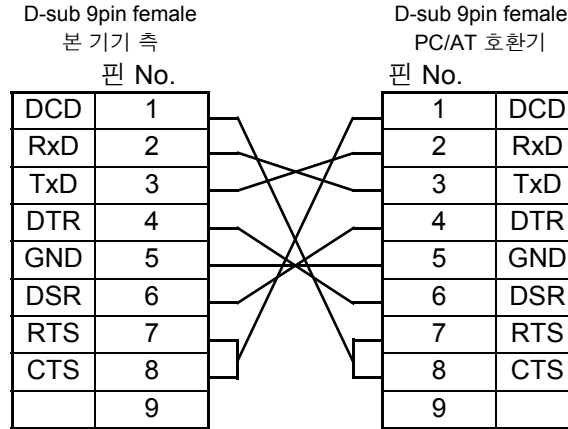 D-sub 9pin female D-sub 9pin female
본 기기 측 PC/AT 호환기
핀 No. 핀 No.
DCD 1 1 DCD
RxD 2 2 RxD
TxD 3 3 TxD
DTR 4 4 DTR
GND 5 5 GND
DSR 6 6 DSR
RTS 7 7 RTS
CTS 8 8 CTS
9 9